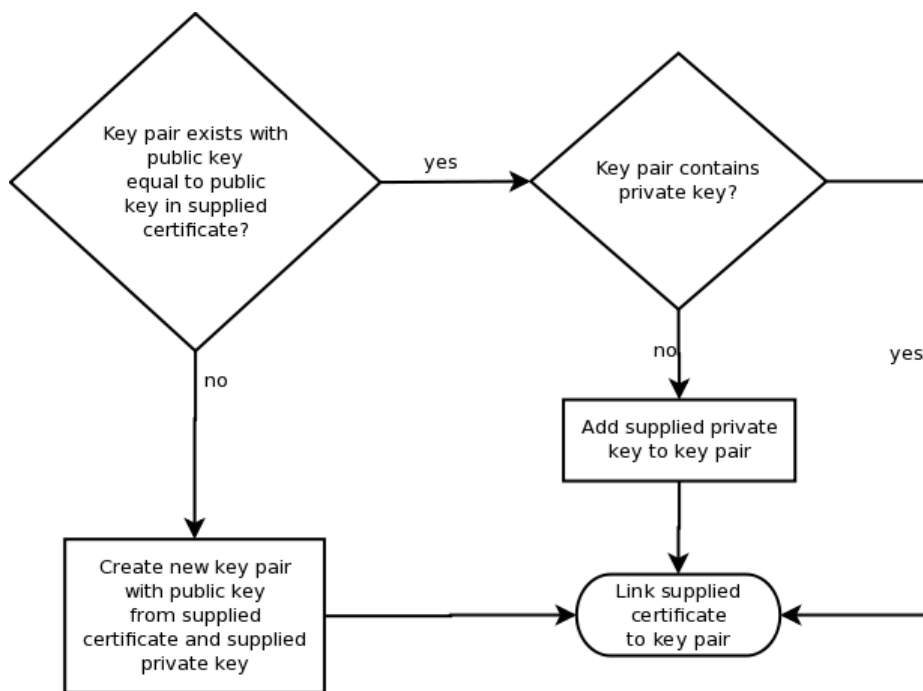 Key pair exists with
public key
equal to public
key in supplied
certificate?
yes
Key pair contains
private key?
no
no
yes
Add supplied private
key to key pair
Create new key pair
with public key
from supplied
certificate and supplied
private key
Link supplied
certificate
to key pair